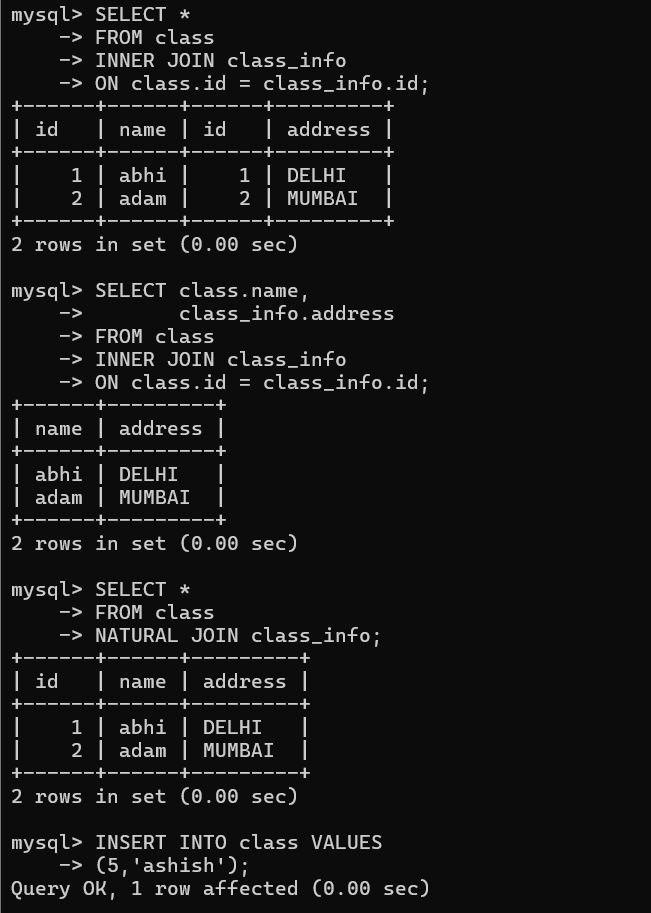 mysql> SELECT *
    -> FROM class
    -> INNER JOIN class_info
    -> ON class.id = class_info.id;
+------+------+------+---------+
| id   | name | id   | address |
+------+------+------+---------+
|    1 | abhi |    1 | DELHI   |
|    2 | adam |    2 | MUMBAI  |
+------+------+------+---------+
2 rows in set (0.00 sec)

mysql> SELECT class.name,
    ->        class_info.address
    -> FROM class
    -> INNER JOIN class_info
    -> ON class.id = class_info.id;
+------+---------+
| name | address |
+------+---------+
| abhi | DELHI   |
| adam | MUMBAI  |
+------+---------+
2 rows in set (0.00 sec)

mysql> SELECT *
    -> FROM class
    -> NATURAL JOIN class_info;
+------+------+---------+
| id   | name | address |
+------+------+---------+
|    1 | abhi | DELHI   |
|    2 | adam | MUMBAI  |
+------+------+---------+
2 rows in set (0.00 sec)

mysql> INSERT INTO class VALUES
    -> (5,'ashish');
Query OK, 1 row affected (0.00 sec)